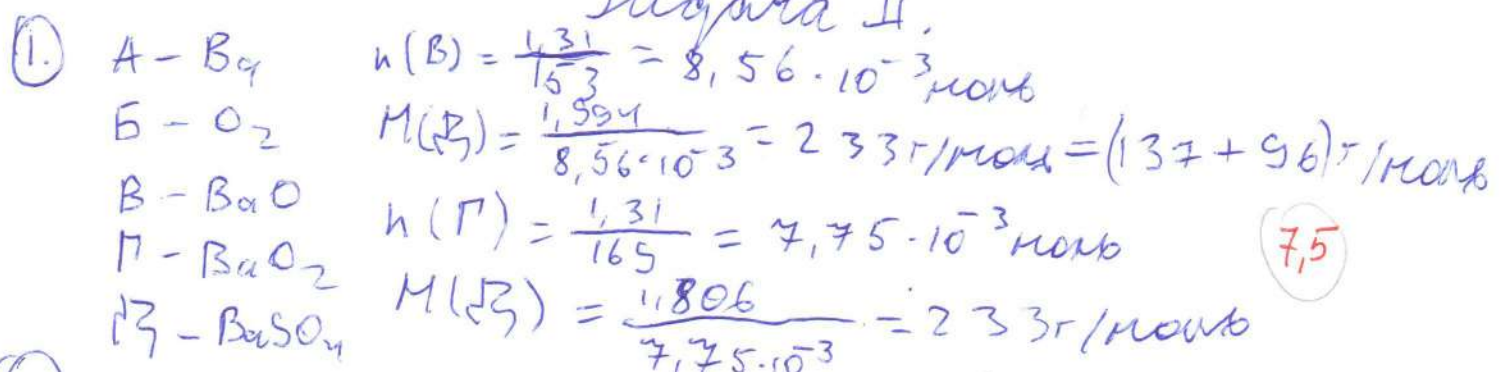 Задача II.
1. А - Ba n(В) = 1,31/153 = 8,56·10⁻³ моль
Б - O₂ М(Д) = 1,994/8,56·10⁻³ = 233 г/моль = (137 + 96) г/моль
В - BaO
Г - BaO₂ n(Г) = 1,31/169 = 7,75·10⁻³ моль 7,5
Д - BaSO₄ М(Д) = 1,806/7,75·10⁻³ = 233 г/моль